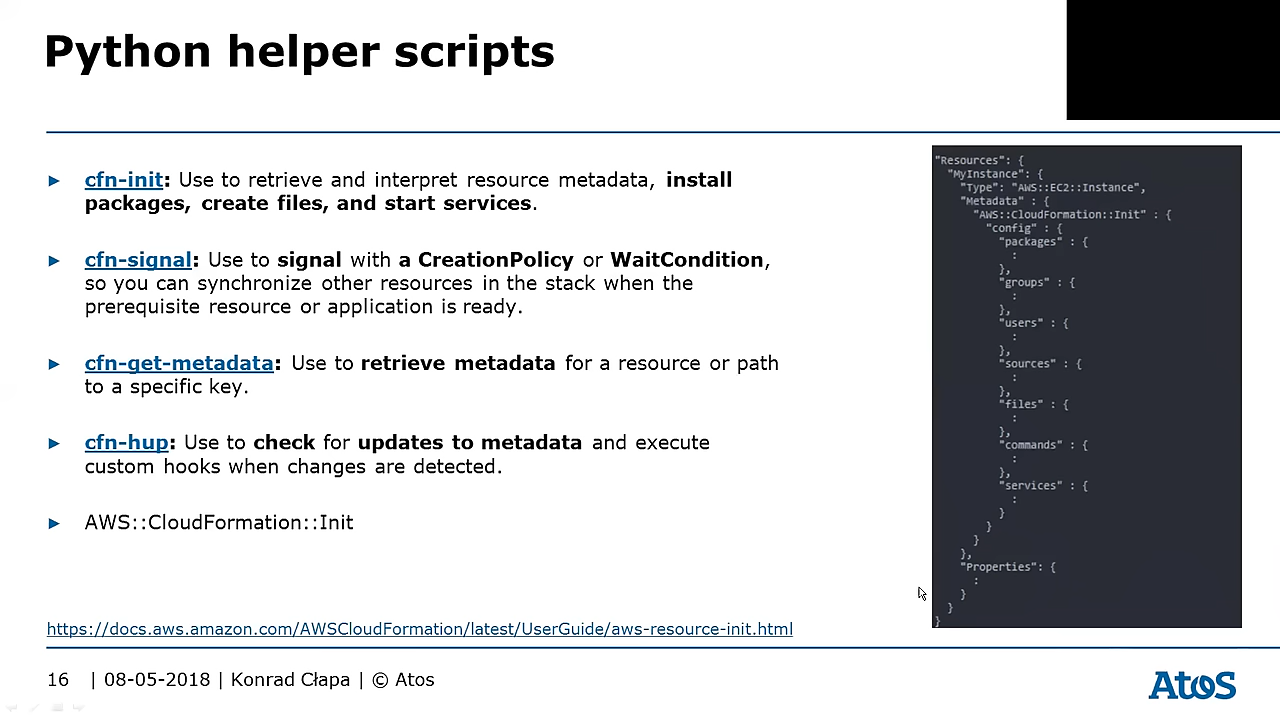 Python helper scripts
► cfn-init: Use to retrieve and interpret resource metadata, install
packages, create files, and start services.
► cfn-signal: Use to signal with a CreationPolicy or WaitCondition,
so you can synchronize other resources in the stack when the
prerequisite resource or application is ready.
► cfn-get-metadata: Use to retrieve metadata for a resource or path
to a specific key.
► cfn-hup: Use to check for updates to metadata and execute
custom hooks when changes are detected.
► AWS::CloudFormation::Init
"Resources": {
"MyInstance": {
"Type": "AWS::EC2::Instance",
"Metadata" : {
"AWS::CloudFormation::Init" : {
"config" : {
"packages" : {
:
},
"groups" : {
:
},
"users" : {
:
},
"sources" : {
:
},
"files" : {
:
},
"commands" : {
:
},
"services" : {
:
}
}
}
},
"Properties": {
:
}
}
}
https://docs.aws.amazon.com/AWSCloudFormation/latest/UserGuide/aws-resource-init.html
16 | 08-05-2018 | Konrad Cłapa | © Atos
Atos